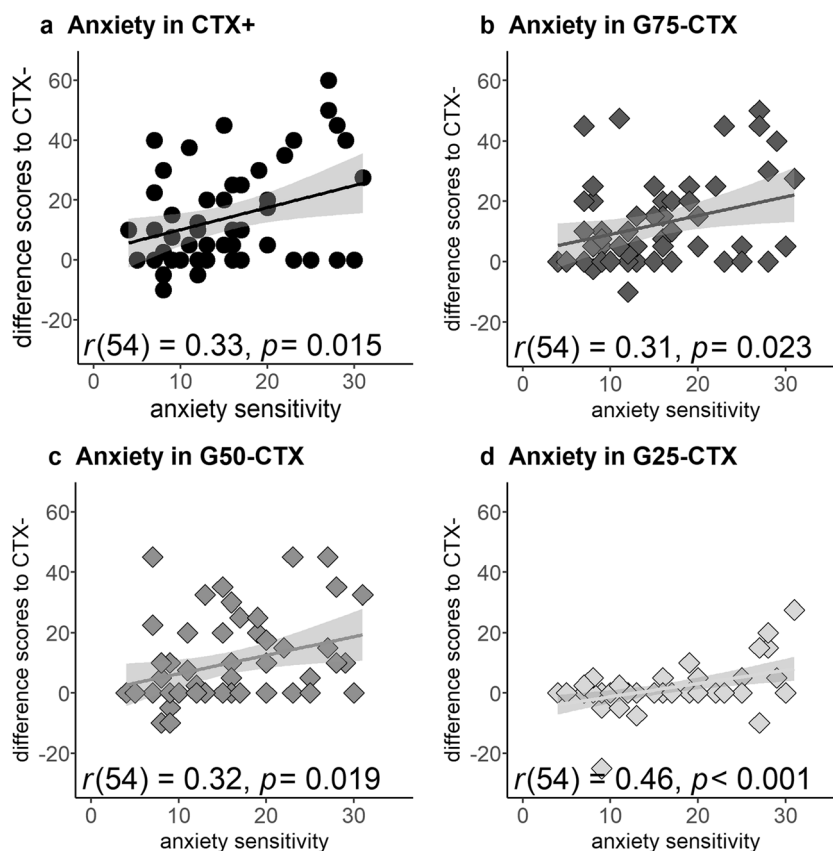 a Anxiety in CTX+
difference scores to CTX-
60
40
20
0
-20
r(54) = 0.33, p= 0.015
0 10 20 30
anxiety sensitivity
b Anxiety in G75-CTX
difference scores to CTX-
60
40
20
0
-20
r(54) = 0.31, p= 0.023
0 10 20 30
anxiety sensitivity
c Anxiety in G50-CTX
difference scores to CTX-
60
40
20
0
-20
r(54) = 0.32, p= 0.019
0 10 20 30
anxiety sensitivity
d Anxiety in G25-CTX
difference scores to CTX-
60
40
20
0
-20
r(54) = 0.46, p< 0.001
0 10 20 30
anxiety sensitivity